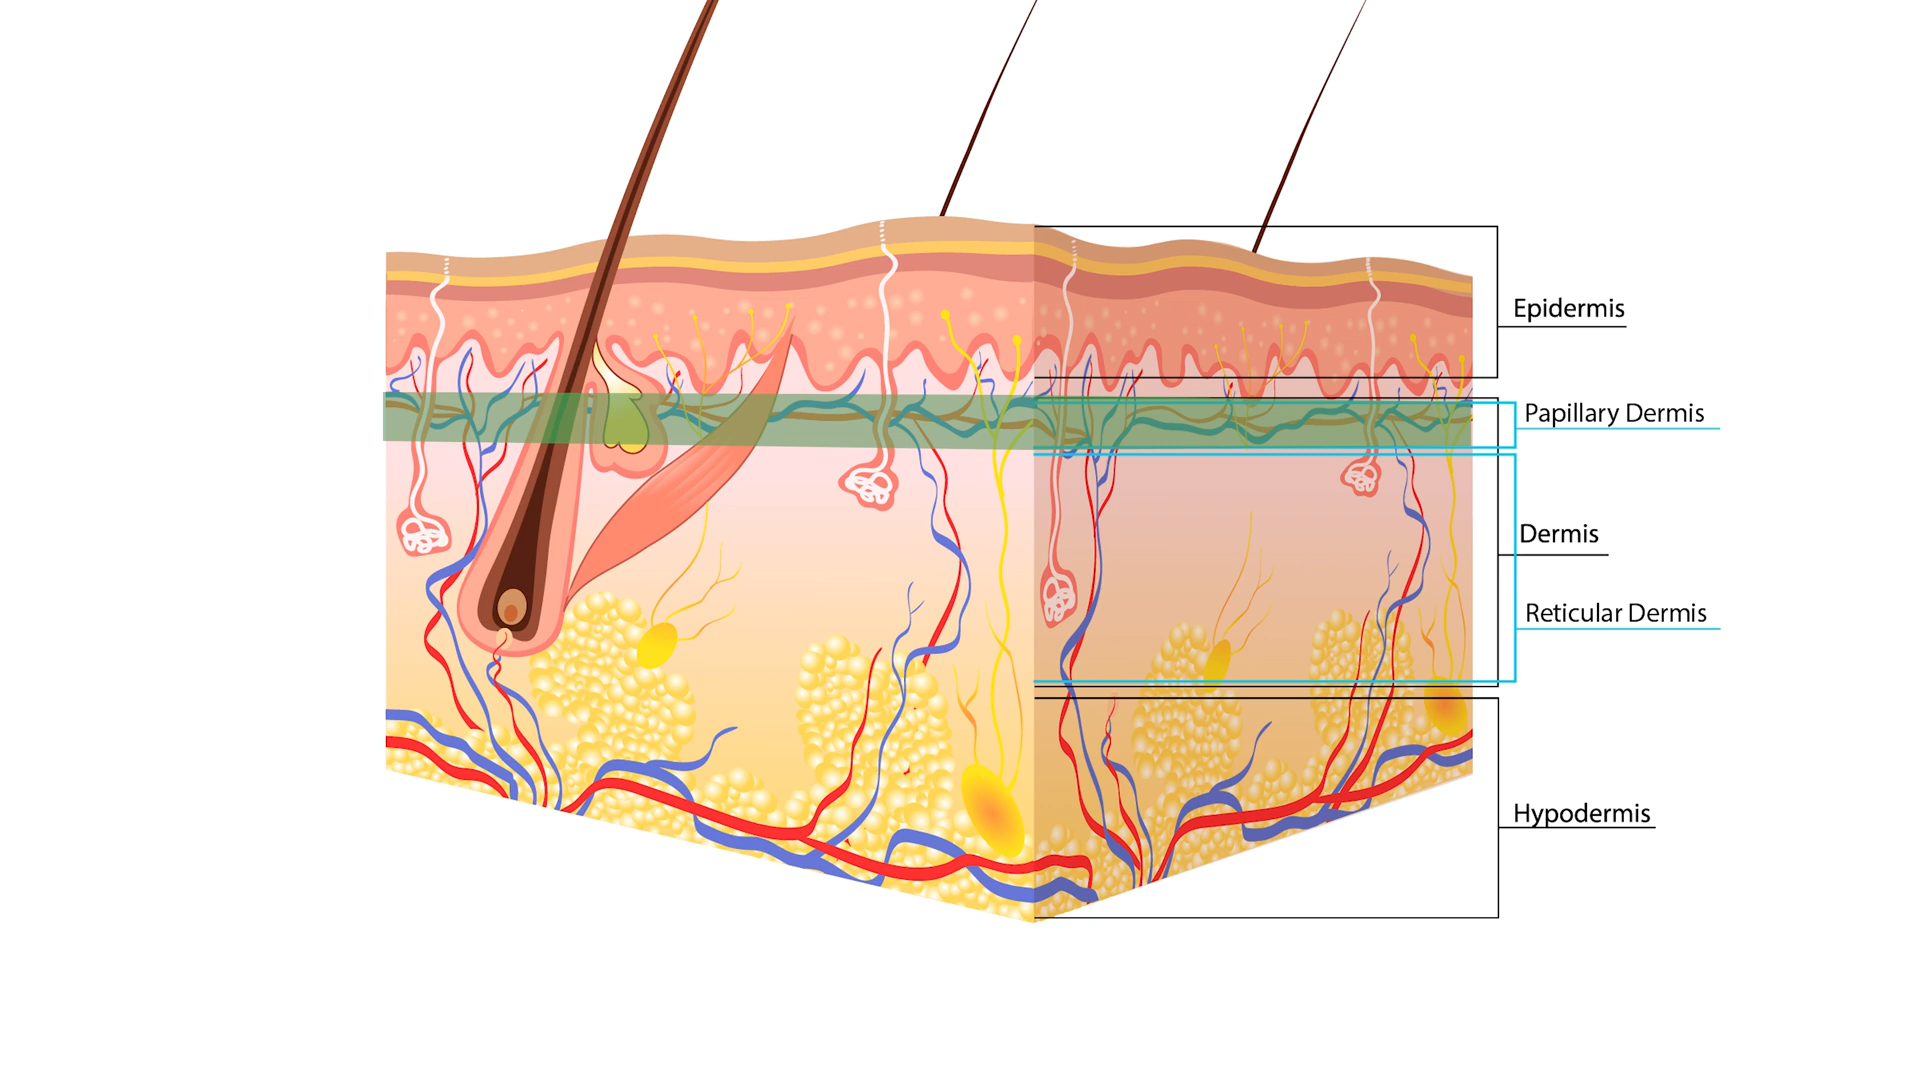 Epidermis
Papillary Dermis
Dermis
Reticular Dermis
Hypodermis